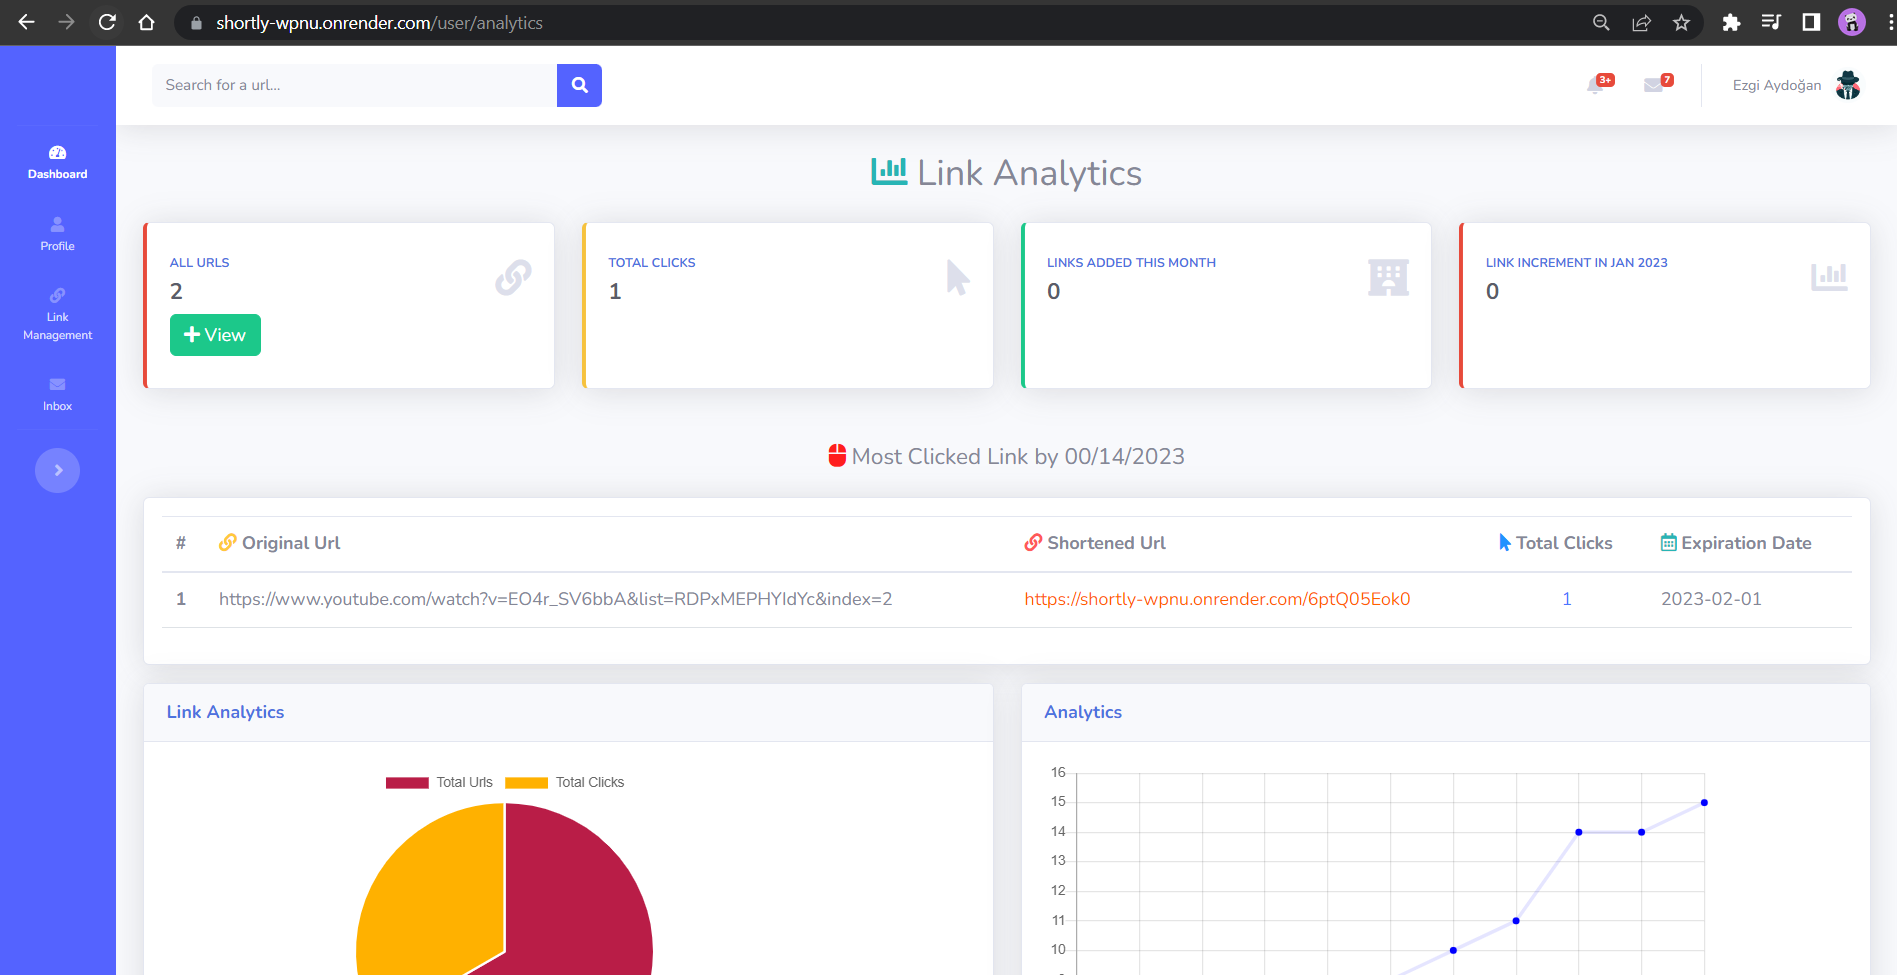 shortly-wpnu.onrender.com/user/analytics
Search for a url...
3+
7
Ezgi Aydoğan
Dashboard
Profile
Link
Management
Inbox
Link Analytics
ALL URLS
2
View
TOTAL CLICKS
1
LINKS ADDED THIS MONTH
0
LINK INCREMENT IN JAN 2023
0
Most Clicked Link by 00/14/2023
# Original Url Shortened Url Total Clicks Expiration Date
1 https://www.youtube.com/watch?v=EO4r_SV6bbA&list=RDPxMEPHYIdYc&index=2 https://shortly-wpnu.onrender.com/6ptQ05Eok0 1 2023-02-01
Link Analytics
Total Urls Total Clicks
Analytics
16
15
14
13
12
11
10